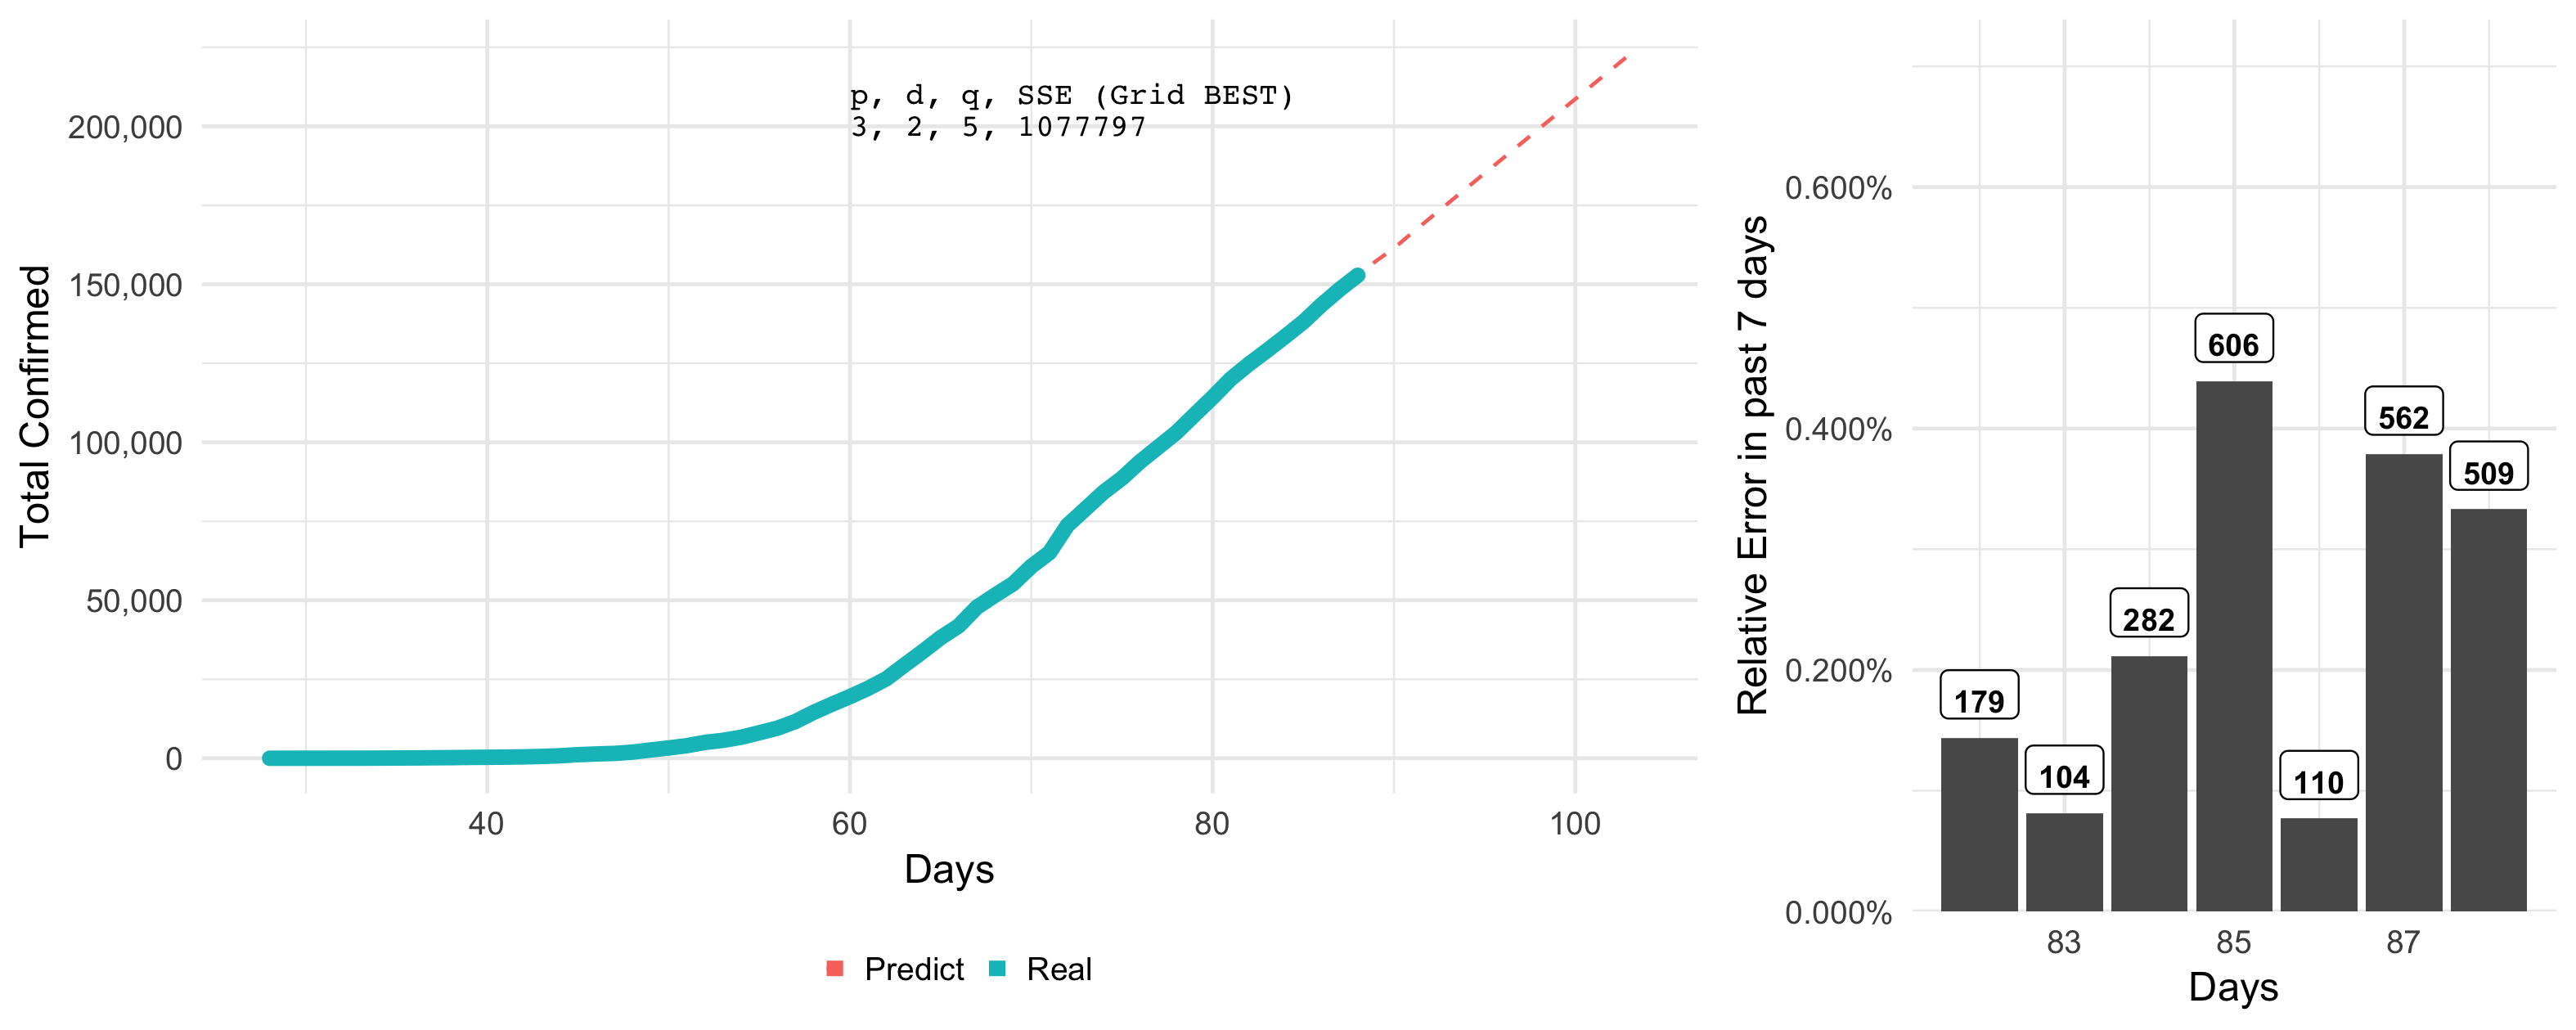 Total Confirmed
200,000
150,000
100,000
50,000
0
p, d, q, SSE (Grid BEST)
3, 2, 5, 1077797
40
60
80
100
Days
Predict
Real
Relative Error in past 7 days
0.600%
0.400%
0.200%
0.000%
179
104
282
606
110
562
509
83
85
87
Days